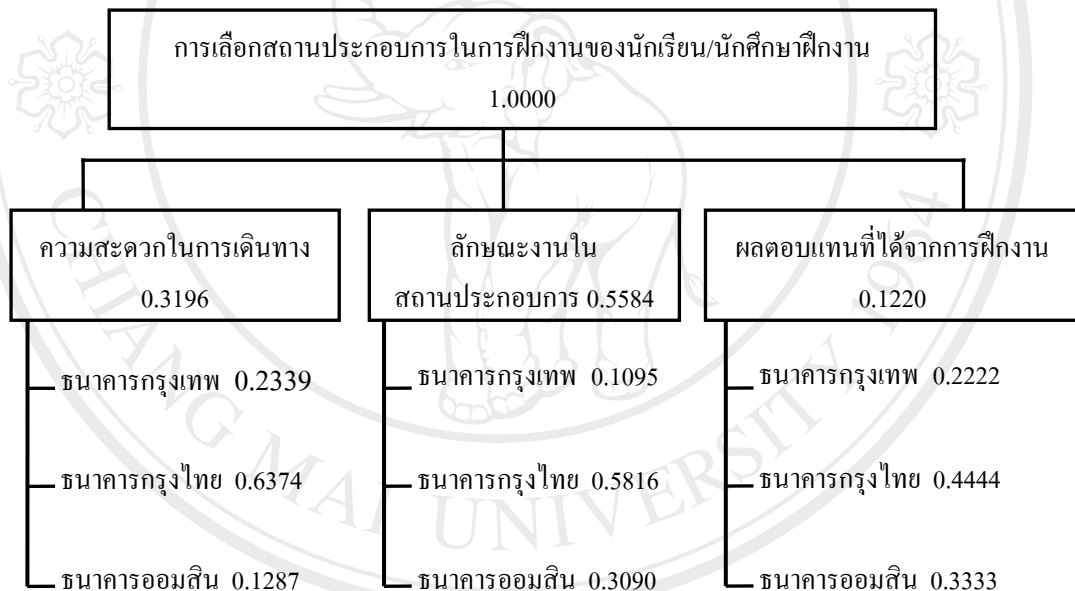 การเลือกสถานประกอบการในการฝึกงานของนักเรียน/นักศึกษาฝึกงาน
1.0000
ความสะดวกในการเดินทาง
0.3196
ลักษณะงานใน
สถานประกอบการ 0.5584
ผลตอบแทนที่ได้จากการฝึกงาน
0.1220
ธนาคารกรุงเทพ 0.2339
ธนาคารกรุงไทย 0.6374
ธนาคารออมสิน 0.1287
ธนาคารกรุงเทพ 0.1095
ธนาคารกรุงไทย 0.5816
ธนาคารออมสิน 0.3090
ธนาคารกรุงเทพ 0.2222
ธนาคารกรุงไทย 0.4444
ธนาคารออมสิน 0.3333
CHIANG MAI UNIVERSITY 1964